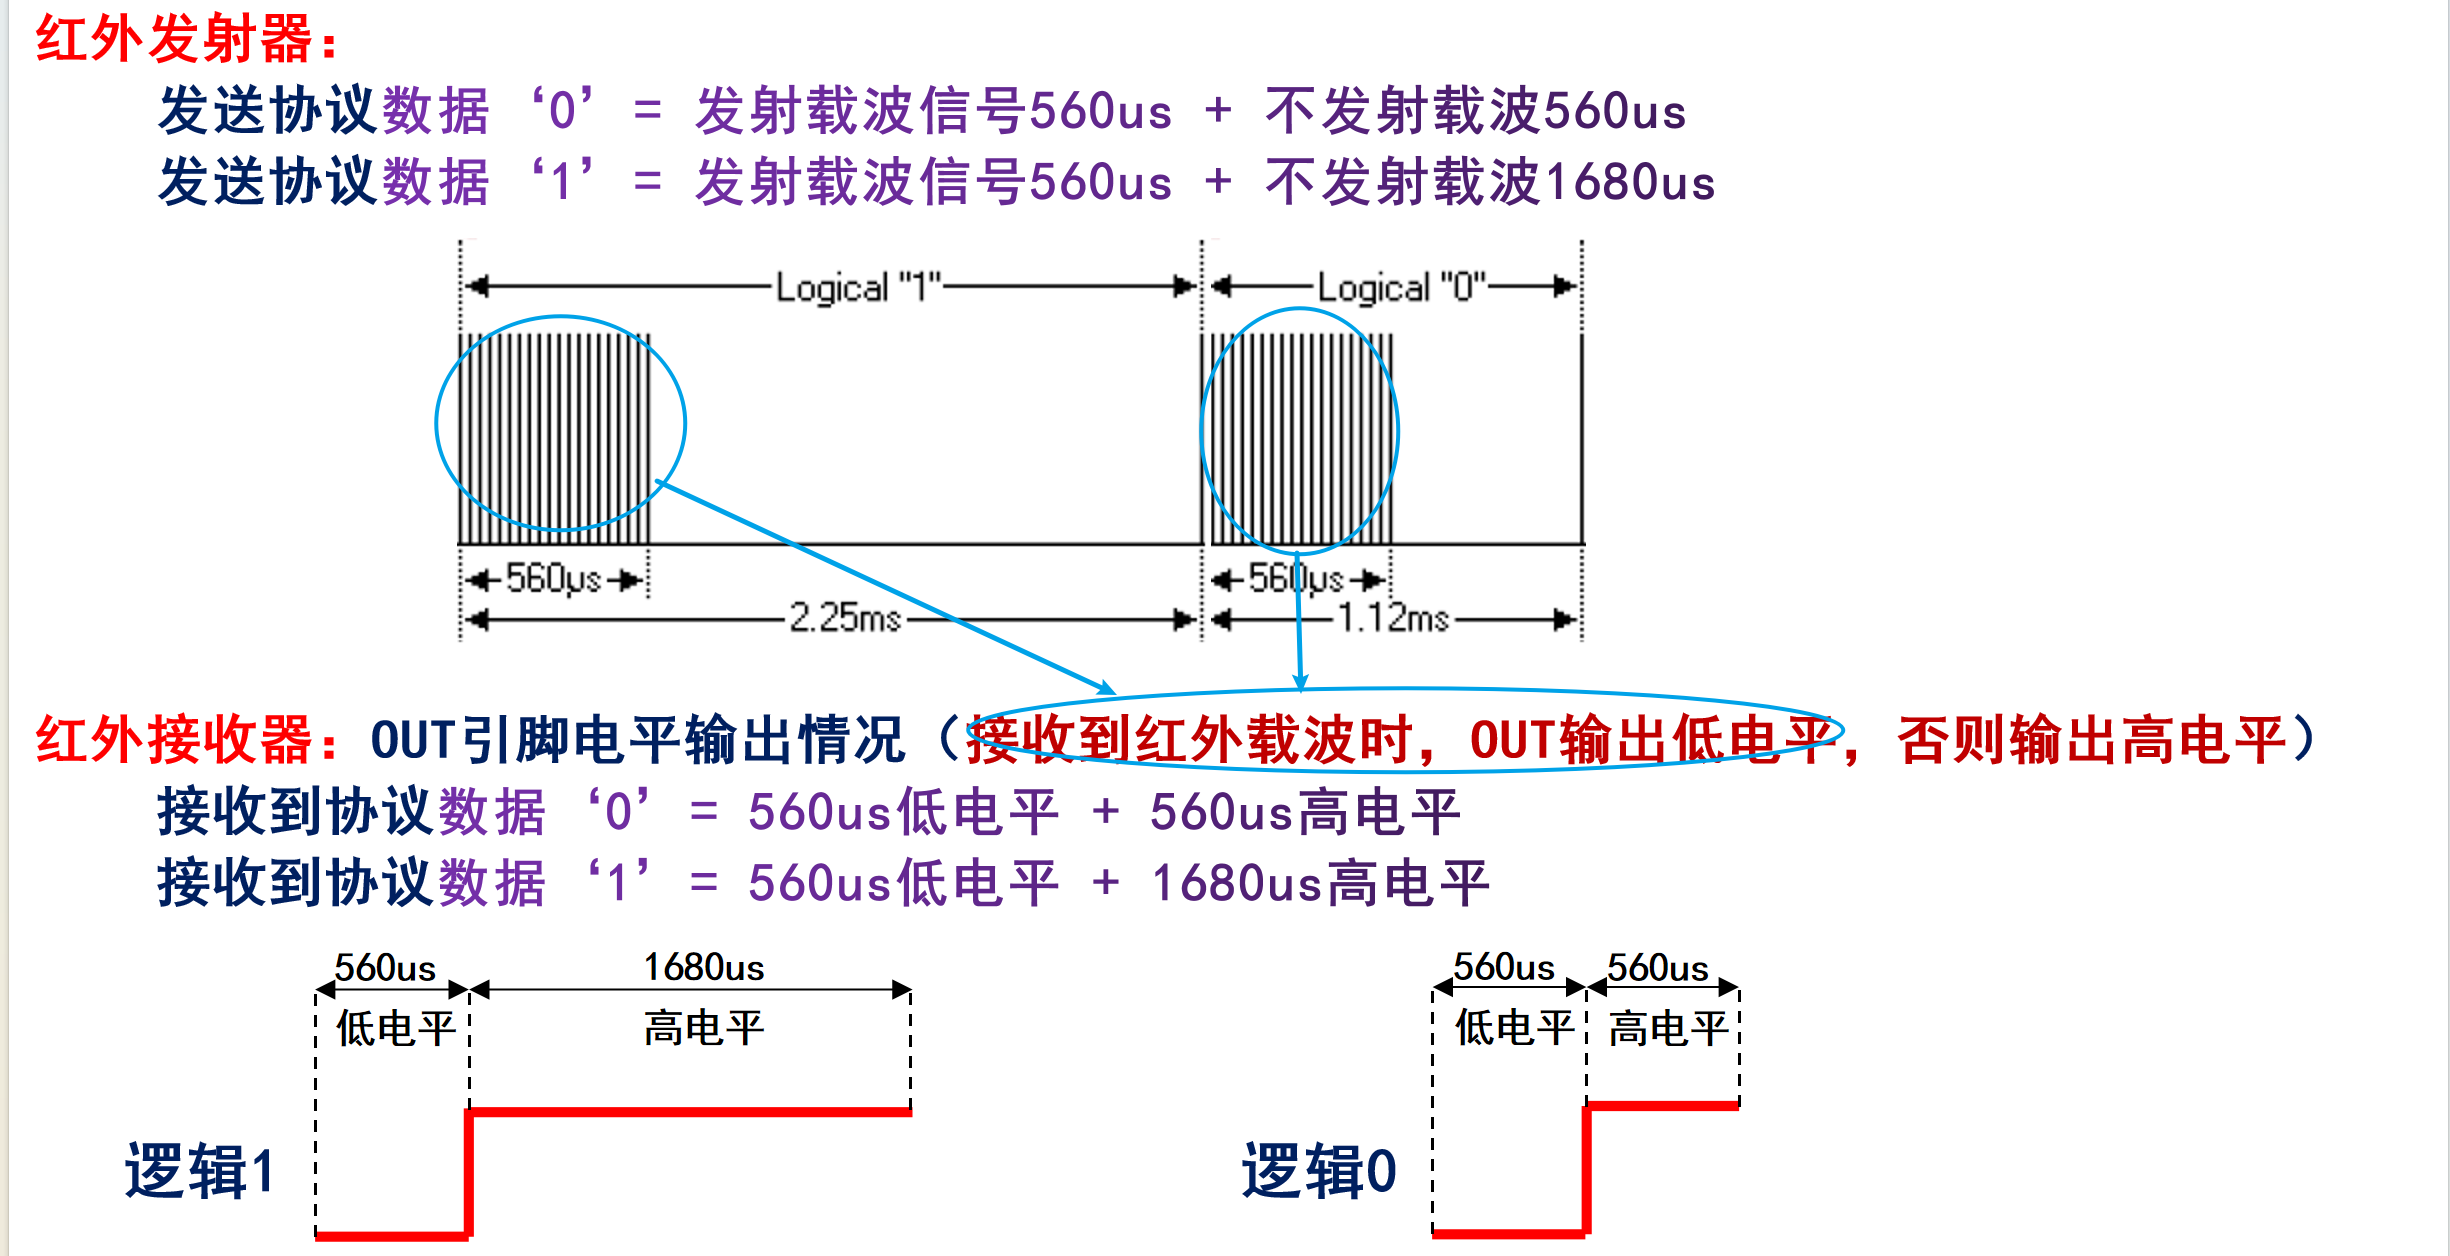 红外发射器：
发送协议数据 ‘0’ = 发射载波信号560us + 不发射载波560us
发送协议数据 ‘1’ = 发射载波信号560us + 不发射载波1680us
Logical "1" Logical "0"
560µs 560µs
2.25ms 1.12ms
红外接收器：OUT引脚电平输出情况（接收到红外载波时，OUT输出低电平，否则输出高电平）
接收到协议数据 ‘0’ = 560us低电平 + 560us高电平
接收到协议数据 ‘1’ = 560us低电平 + 1680us高电平
560us 1680us 560us 560us
低电平 高电平 低电平 高电平
逻辑1 逻辑0